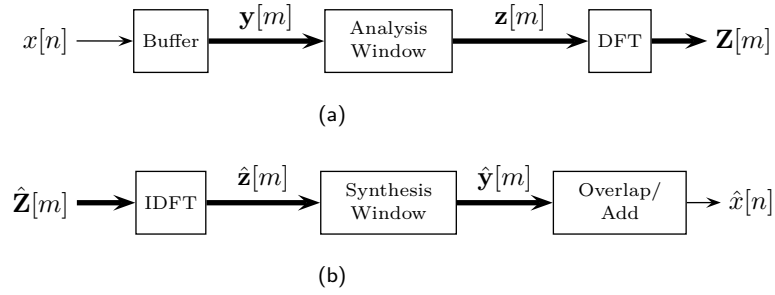 x[n] Buffer y[m] Analysis Window z[m] DFT Z[m]
(a)
Ẑ[m] IDFT ẑ[m] Synthesis Window ŷ[m] Overlap/ Add x̂[n]
(b)